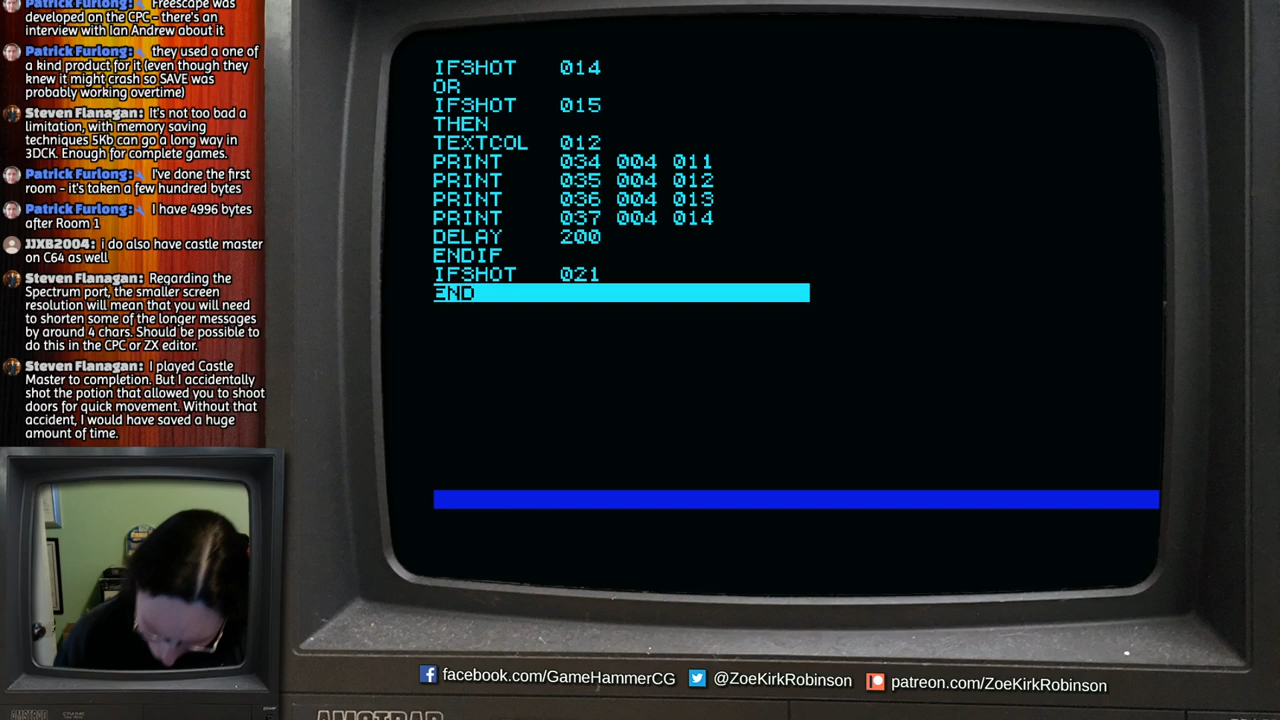 Patrick Furlong: Freescape was
developed on the CPC - there's an
interview with Ian Andrew about it
Patrick Furlong: they used a one of
a kind product for it (even though they
knew it might crash so SAVE was
probably working overtime)
Steven Flanagan: It's not too bad a
limitation, with memory saving
techniques 5Kb can go a long way in
3DCK. Enough for complete games.
Patrick Furlong: I've done the first
room - it's taken a few hundred bytes
Patrick Furlong: I have 4996 bytes
after Room 1
JJXB2004: i do also have castle master
on C64 as well
Steven Flanagan: Regarding the
Spectrum port, the smaller screen
resolution will mean that you will need
to shorten some of the longer messages
by around 4 chars. Should be possible to
do this in the CPC or ZX editor.
Steven Flanagan: I played Castle
Master to completion. But I accidentally
shot the potion that allowed you to shoot
doors for quick movement. Without that
accident, I would have saved a huge
amount of time.
IFSHOT 014
OR
IFSHOT 015
THEN
TEXTCOL 012
PRINT 034 004 011
PRINT 035 004 012
PRINT 036 004 013
PRINT 037 004 014
DELAY 200
ENDIF
IFSHOT 021
END
facebook.com/GameHammerCG @ZoeKirkRobinson patreon.com/ZoeKirkRobinson
AMSTRAD